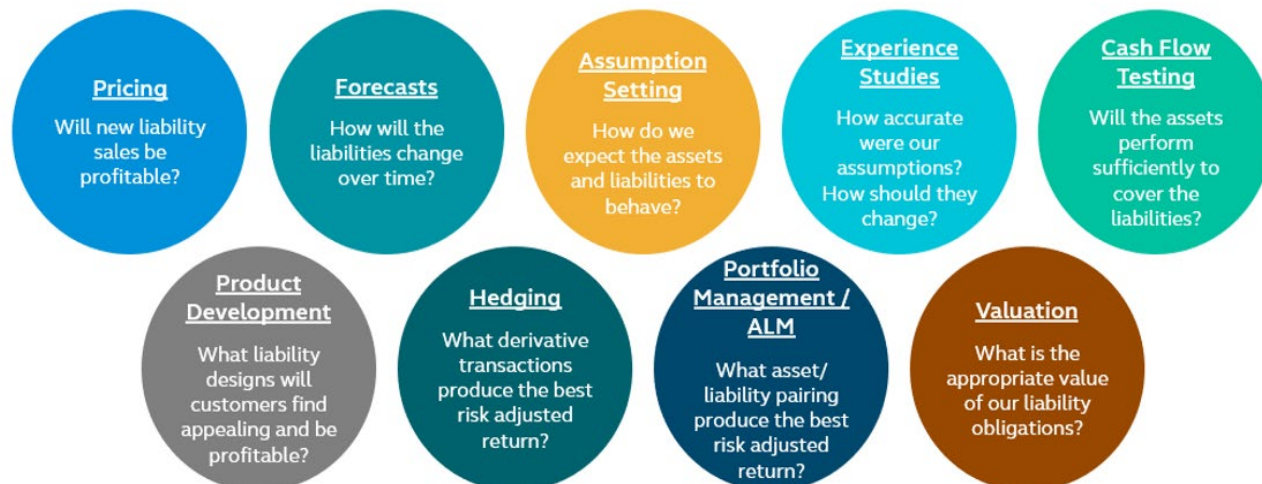 Pricing
Will new liability
sales be
profitable?
Forecasts
How will the
liabilities change
over time?
Assumption
Setting
How do we
expect the assets
and liabilities to
behave?
Experience
Studies
How accurate
were our
assumptions?
How should they
change?
Cash Flow
Testing
Will the assets
perform
sufficiently to
cover the
liabilities?
Product
Development
What liability
designs will
customers find
appealing and be
profitable?
Hedging
What derivative
transactions
produce the best
risk adjusted
return?
Portfolio
Management /
ALM
What asset/
liability pairing
produce the best
risk adjusted
return?
Valuation
What is the
appropriate value
of our liability
obligations?